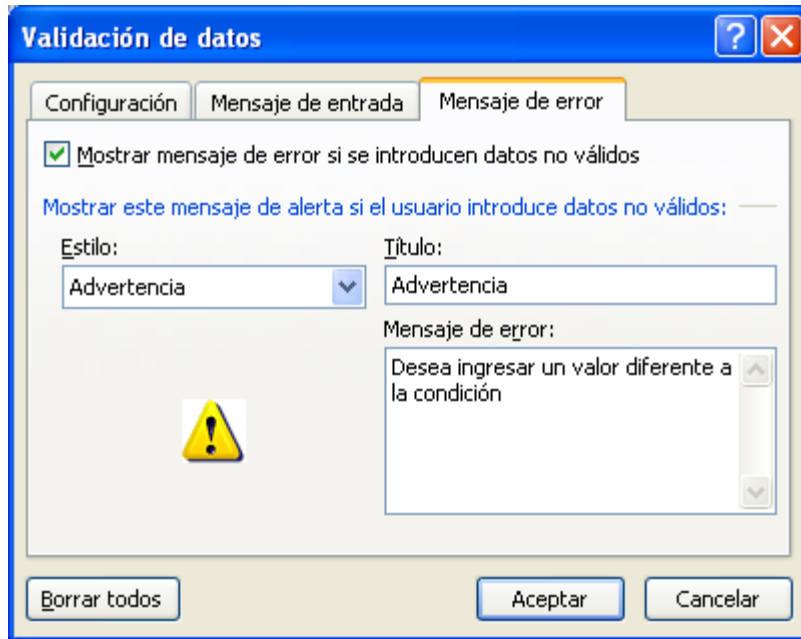 Validación de datos
Configuración
Mensaje de entrada
Mensaje de error
Mostrar mensaje de error si se introducen datos no válidos
Mostrar este mensaje de alerta si el usuario introduce datos no válidos:
Estilo:
Advertencia
Título:
Advertencia
Mensaje de error:
Desea ingresar un valor diferente a
la condición
Borrar todos
Aceptar
Cancelar